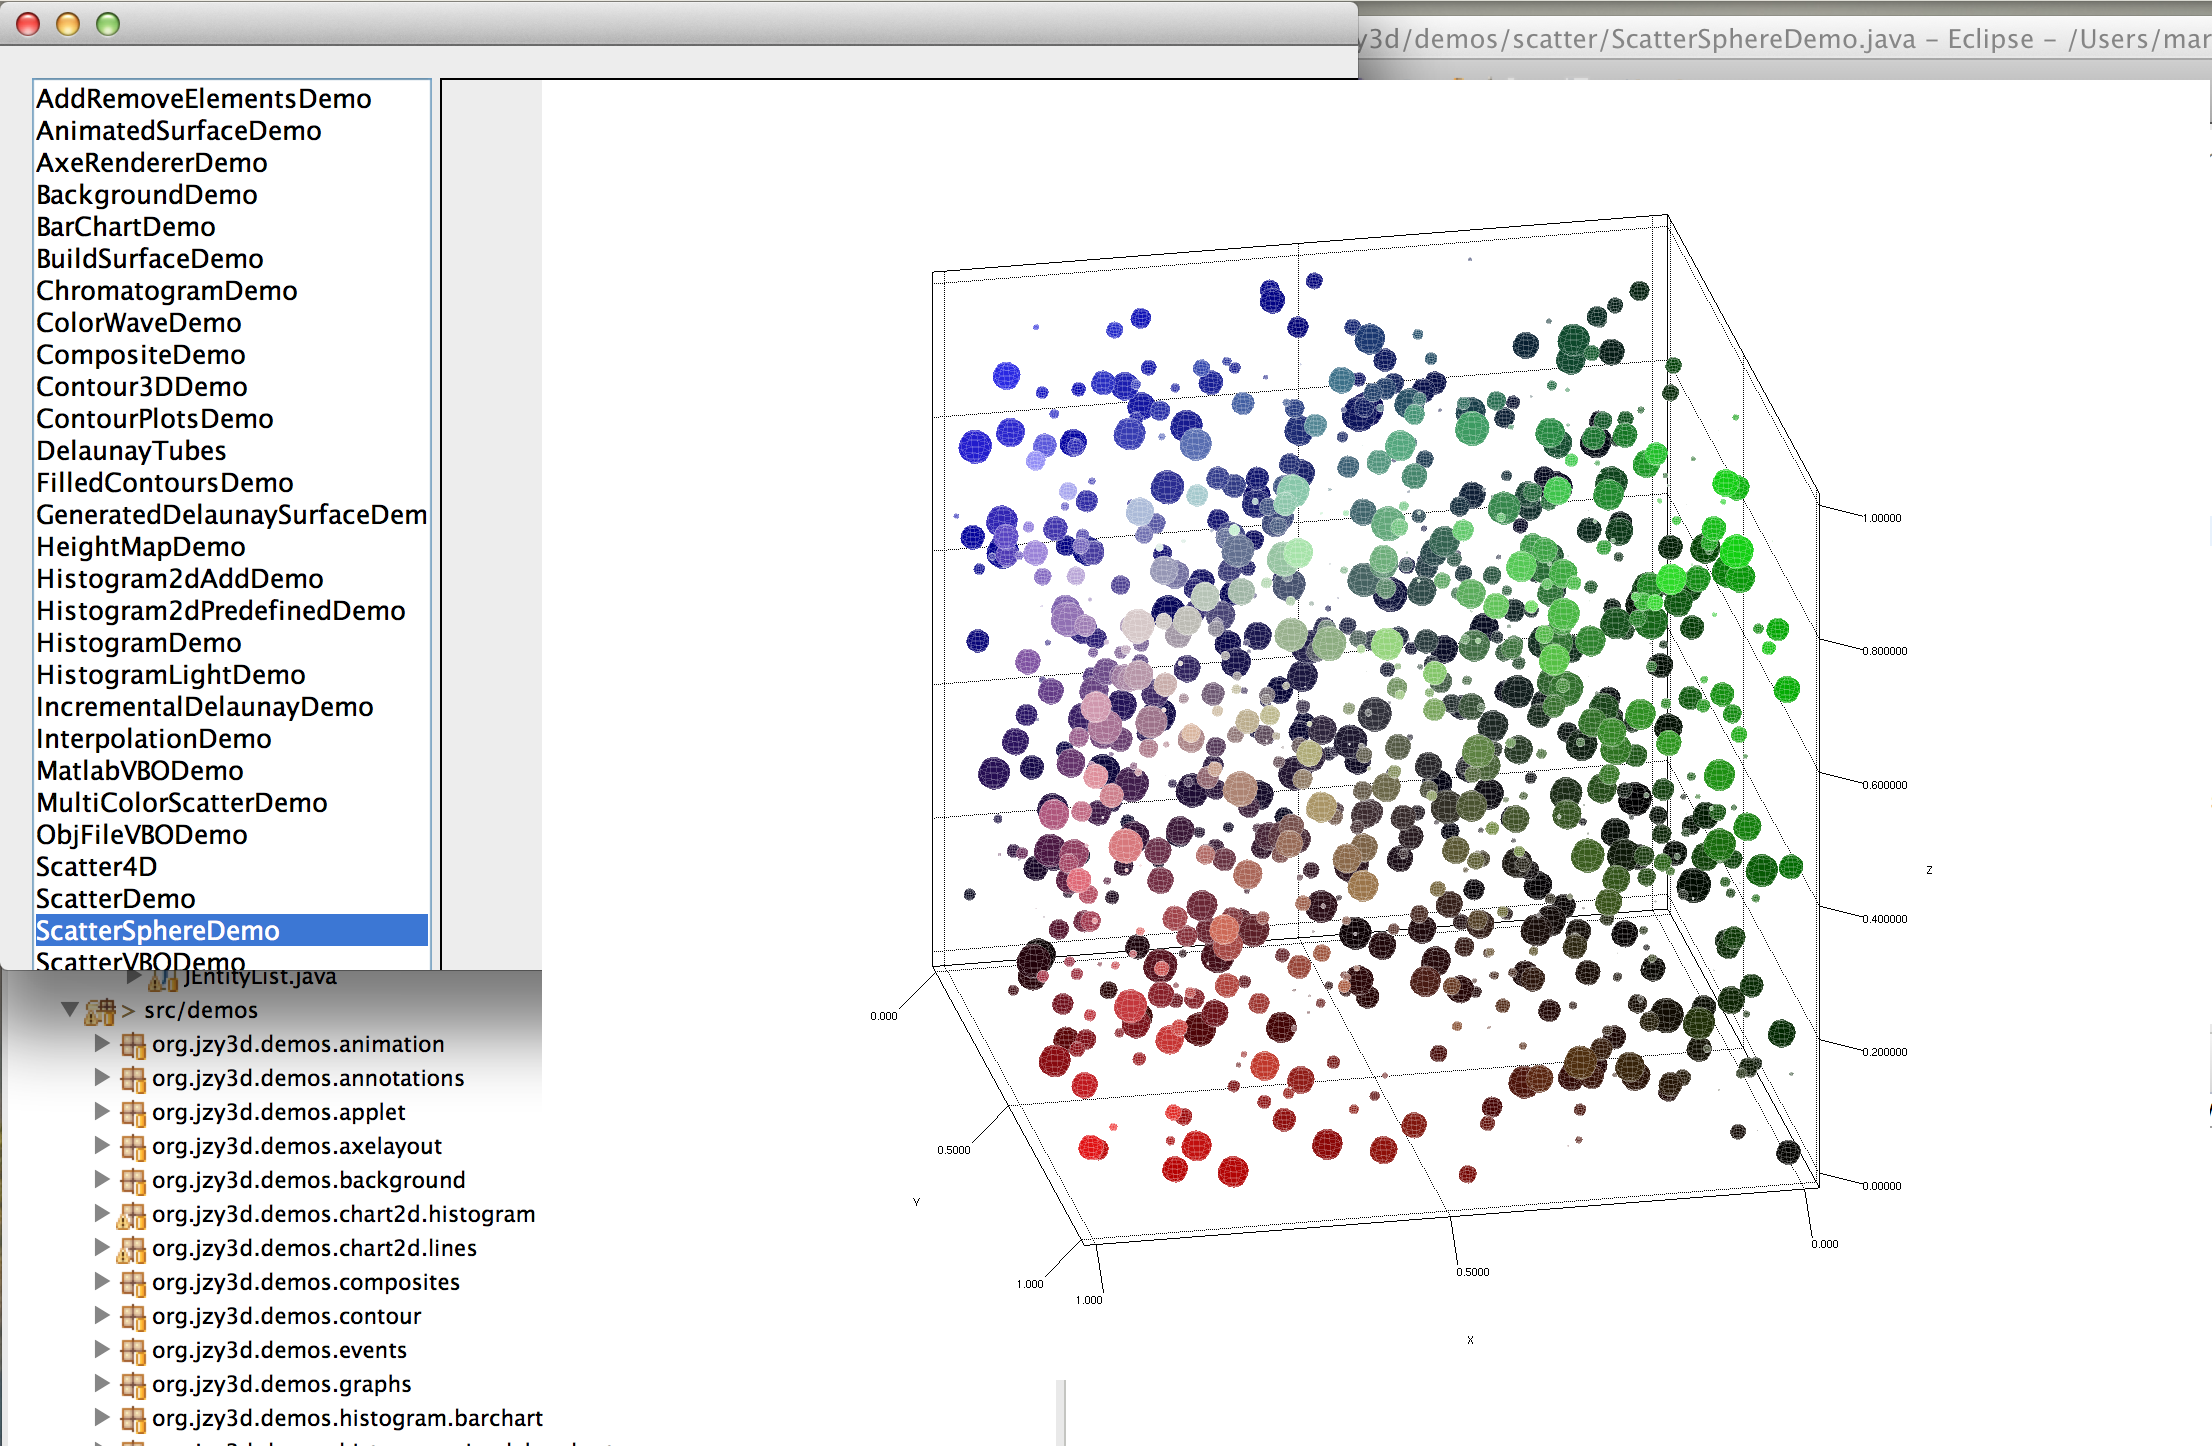 y3d/demos/scatter/ScatterSphereDemo.java – Eclipse – /Users/mar
AddRemoveElementsDemo
AnimatedSurfaceDemo
AxeRendererDemo
BackgroundDemo
BarChartDemo
BuildSurfaceDemo
ChromatogramDemo
ColorWaveDemo
CompositeDemo
Contour3DDemo
ContourPlotsDemo
DelaunayTubes
FilledContoursDemo
GeneratedDelaunaySurfaceDem
HeightMapDemo
Histogram2dAddDemo
Histogram2dPredefinedDemo
HistogramDemo
HistogramLightDemo
IncrementalDelaunayDemo
InterpolationDemo
MatlabVBODemo
MultiColorScatterDemo
ObjFileVBODemo
Scatter4D
ScatterDemo
ScatterSphereDemo
ScatterVBODemo
JEntityList.java
> src/demos
org.jzy3d.demos.animation
org.jzy3d.demos.annotations
org.jzy3d.demos.applet
org.jzy3d.demos.axelayout
org.jzy3d.demos.background
org.jzy3d.demos.chart2d.histogram
org.jzy3d.demos.chart2d.lines
org.jzy3d.demos.composites
org.jzy3d.demos.contour
org.jzy3d.demos.events
org.jzy3d.demos.graphs
org.jzy3d.demos.histogram.barchart
1.00000
0.800000
0.600000
Z
0.400000
0.200000
0.00000
0.000
0.5000
Y
1.000
1.000
0.5000
0.000
X